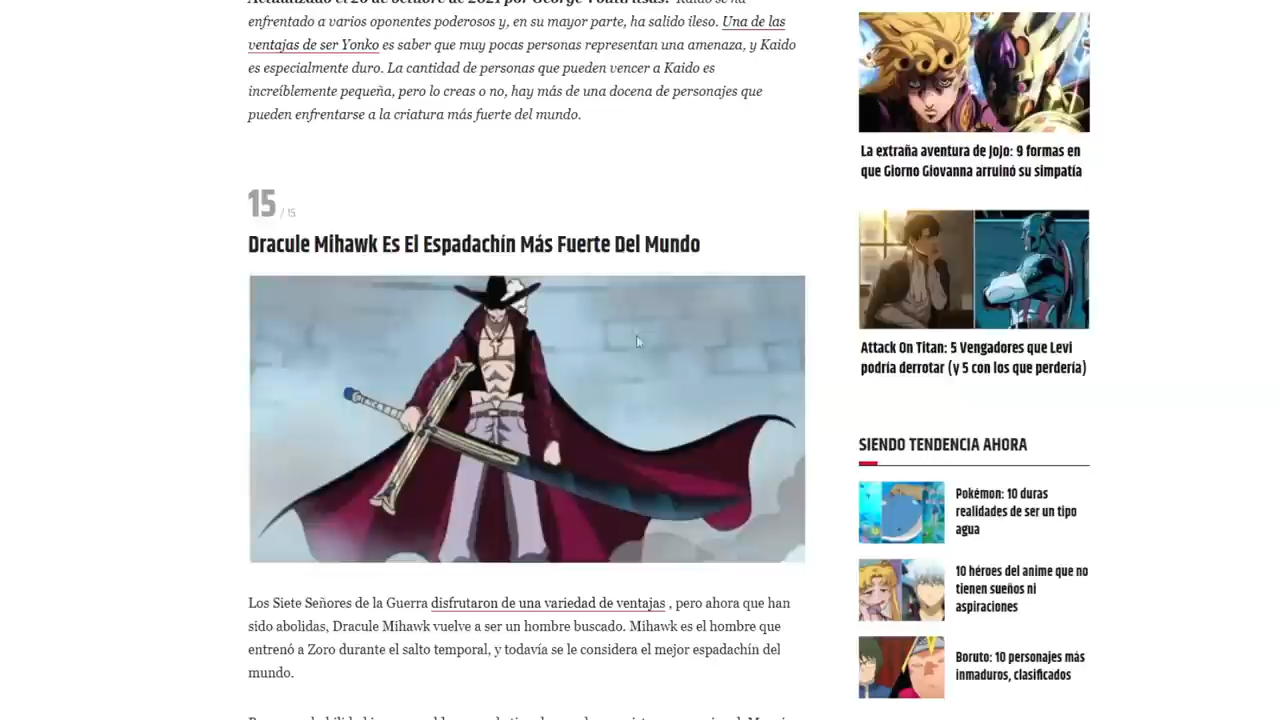 enfrentado a varios oponentes poderosos y, en su mayor parte, ha salido ileso. Una de las
ventajas de ser Yonko es saber que muy pocas personas representan una amenaza, y Kaido
es especialmente duro. La cantidad de personas que pueden vencer a Kaido es
increíblemente pequeña, pero lo creas o no, hay más de una docena de personajes que
pueden enfrentarse a la criatura más fuerte del mundo.
15 / 15
Dracule Mihawk Es El Espadachín Más Fuerte Del Mundo
Los Siete Señores de la Guerra disfrutaron de una variedad de ventajas , pero ahora que han
sido abolidas, Dracule Mihawk vuelve a ser un hombre buscado. Mihawk es el hombre que
entrenó a Zoro durante el salto temporal, y todavía se le considera el mejor espadachín del
mundo.
La extraña aventura de JoJo: 9 formas en
que Giorno Giovanna arruinó su simpatía
Attack On Titan: 5 Vengadores que Levi
podría derrotar (y 5 con los que perdería)
SIENDO TENDENCIA AHORA
Pokémon: 10 duras
realidades de ser un tipo
agua
10 héroes del anime que no
tienen sueños ni
aspiraciones
Boruto: 10 personajes más
inmaduros, clasificados